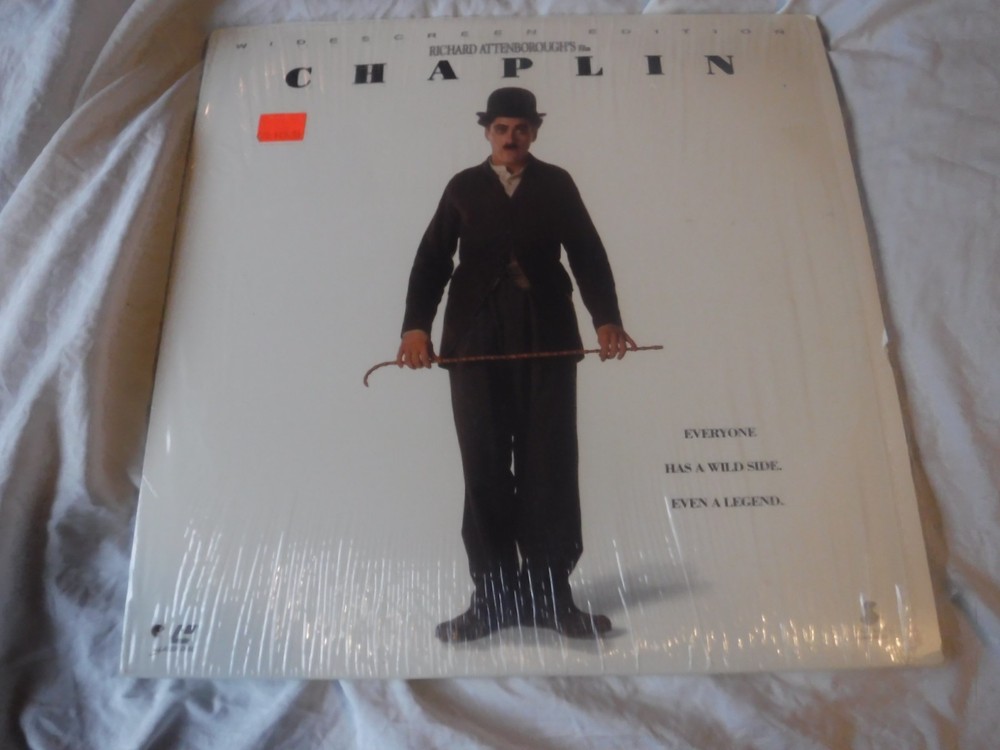 WIDESCREEN EDITION
RICHARD ATTENBOROUGH'S film
CHAPLIN
EVERYONE
HAS A WILD SIDE.
EVEN A LEGEND.